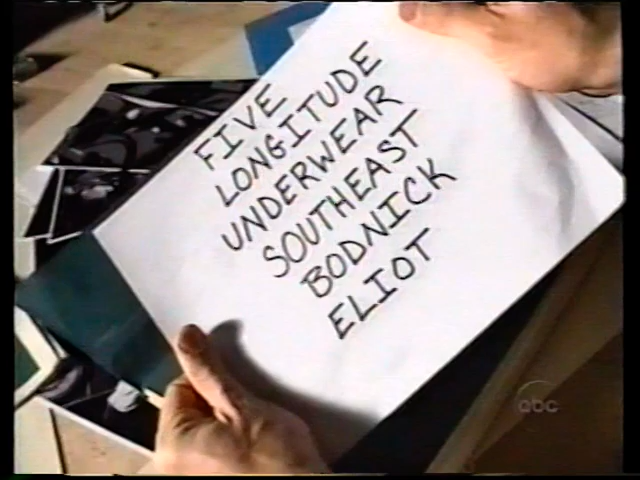 FIVE
LONGITUDE
UNDERWEAR
SOUTHEAST
BODNICK
ELIOT
abc